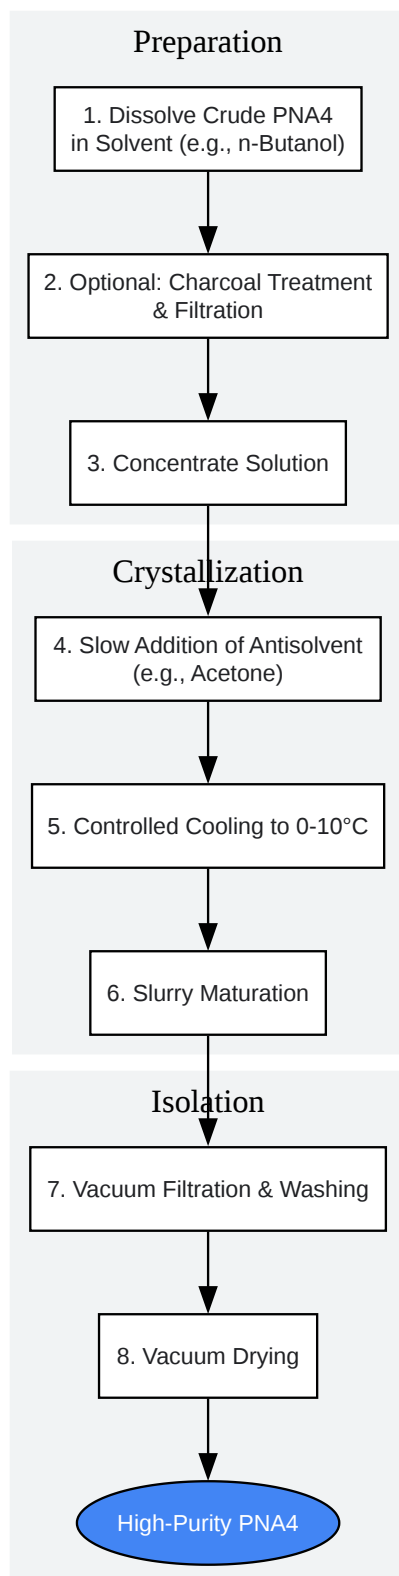 Preparation
1. Dissolve Crude PNA4
in Solvent (e.g., n-Butanol)
2. Optional: Charcoal Treatment
& Filtration
3. Concentrate Solution
Crystallization
4. Slow Addition of Antisolvent
(e.g., Acetone)
5. Controlled Cooling to 0-10°C
6. Slurry Maturation
Isolation
7. Vacuum Filtration & Washing
8. Vacuum Drying
High-Purity PNA4